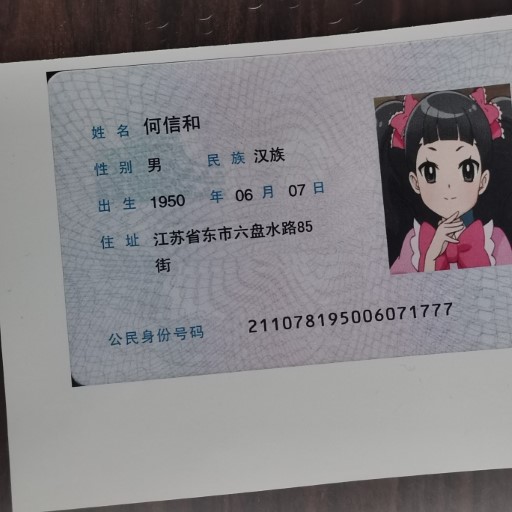 姓名 何信和
性别 男 民族 汉族
出生 1950 年 06 月 07 日
住址 江苏省东市六盘水路85
街
公民身份号码 211078195006071777